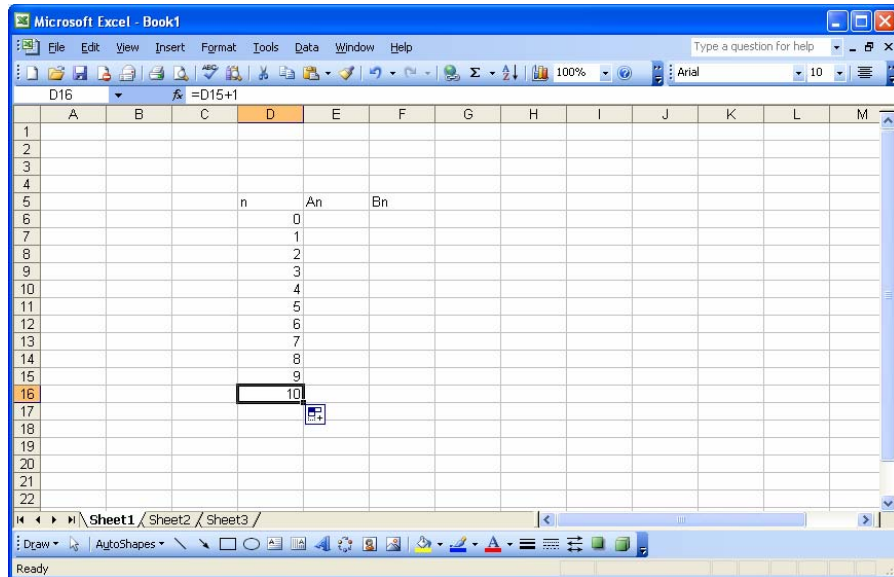 Microsoft Excel - Book1
File Edit View Insert Format Tools Data Window Help Type a question for help
100% Arial 10
D16 fx =D15+1
A B C D E F G H I J K L M
1
2
3
4
5 n An Bn
6 0
7 1
8 2
9 3
10 4
11 5
12 6
13 7
14 8
15 9
16 10
17
18
19
20
21
22
Sheet1 Sheet2 Sheet3
Draw AutoShapes
Ready